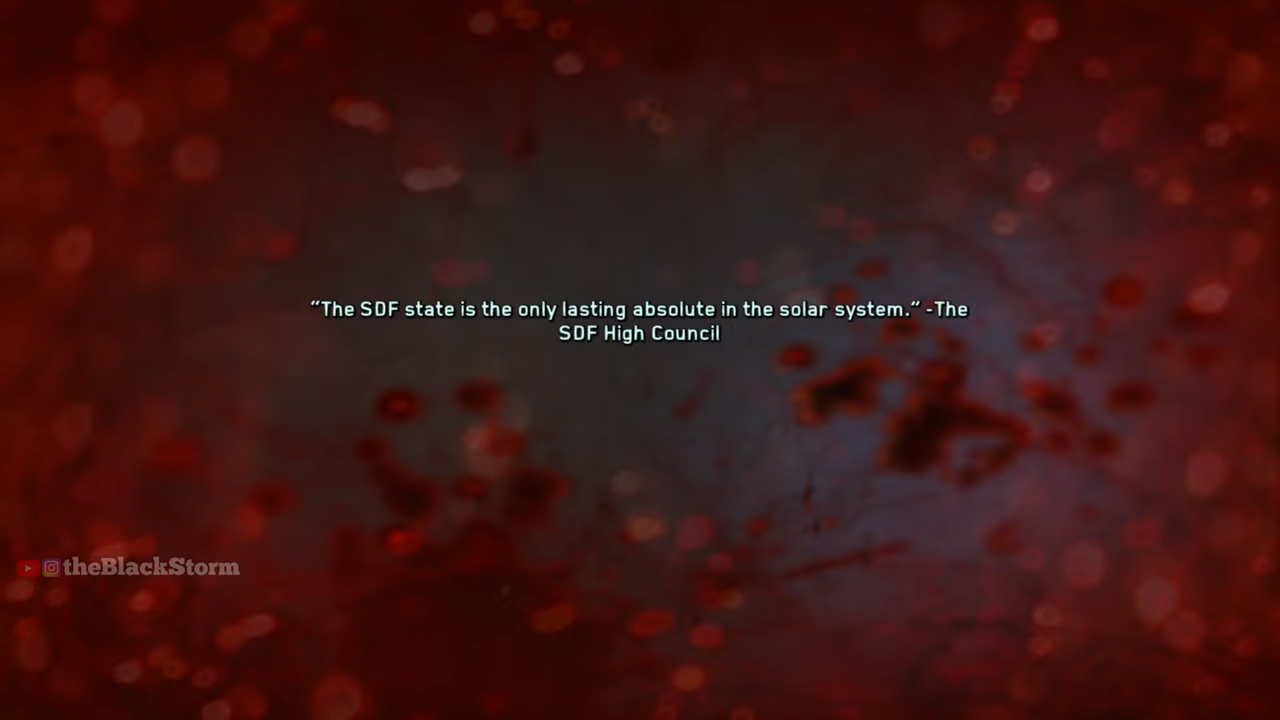 “The SDF state is the only lasting absolute in the solar system.” -The
SDF High Council
theBlackStorm